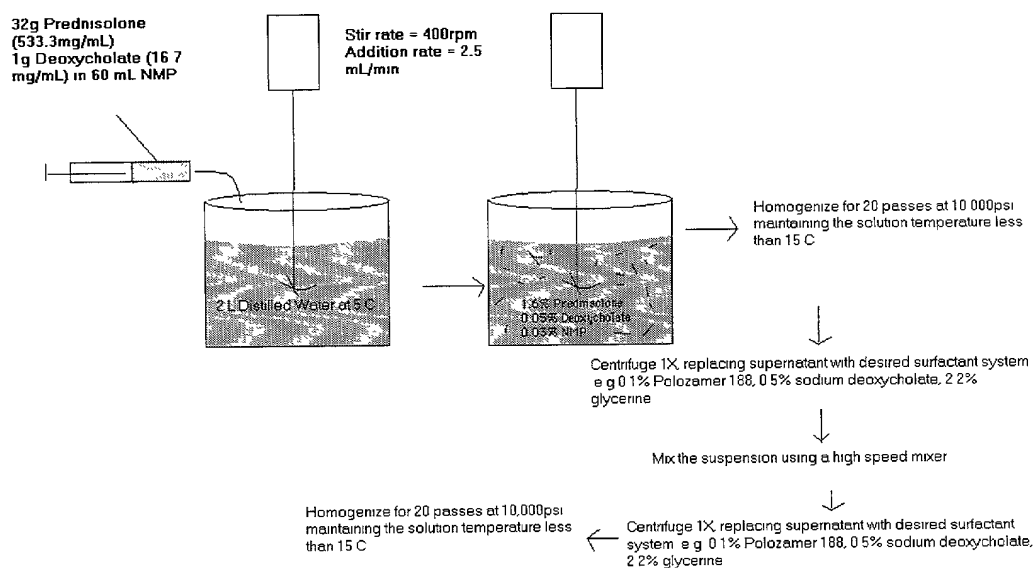 32g Prednisolone
(533.3mg/mL)
1g Deoxycholate (16 7
mg/mL) in 60 mL NMP
Stir rate = 400rpm
Addition rate = 2.5
mL/min
2 L Distilled Water at 5 C
1.6% Prednisolone
0.05% Deoxycholate
0.03% NMP
Homogenize for 20 passes at 10 000psi
maintaining the solution temperature less
than 15 C
Centrifuge 1X, replacing supernatant with desired surfactant system
e g 0 1% Polozamer 188, 0 5% sodium deoxycholate, 2 2%
glycerine
Mix the suspension using a high speed mixer
Centrifuge 1X, replacing supernatant with desired surfactant
system e g 0 1% Polozamer 188, 0 5% sodium deoxycholate,
2 2% glycerine
Homogenize for 20 passes at 10,000psi
maintaining the solution temperature less
than 15 C